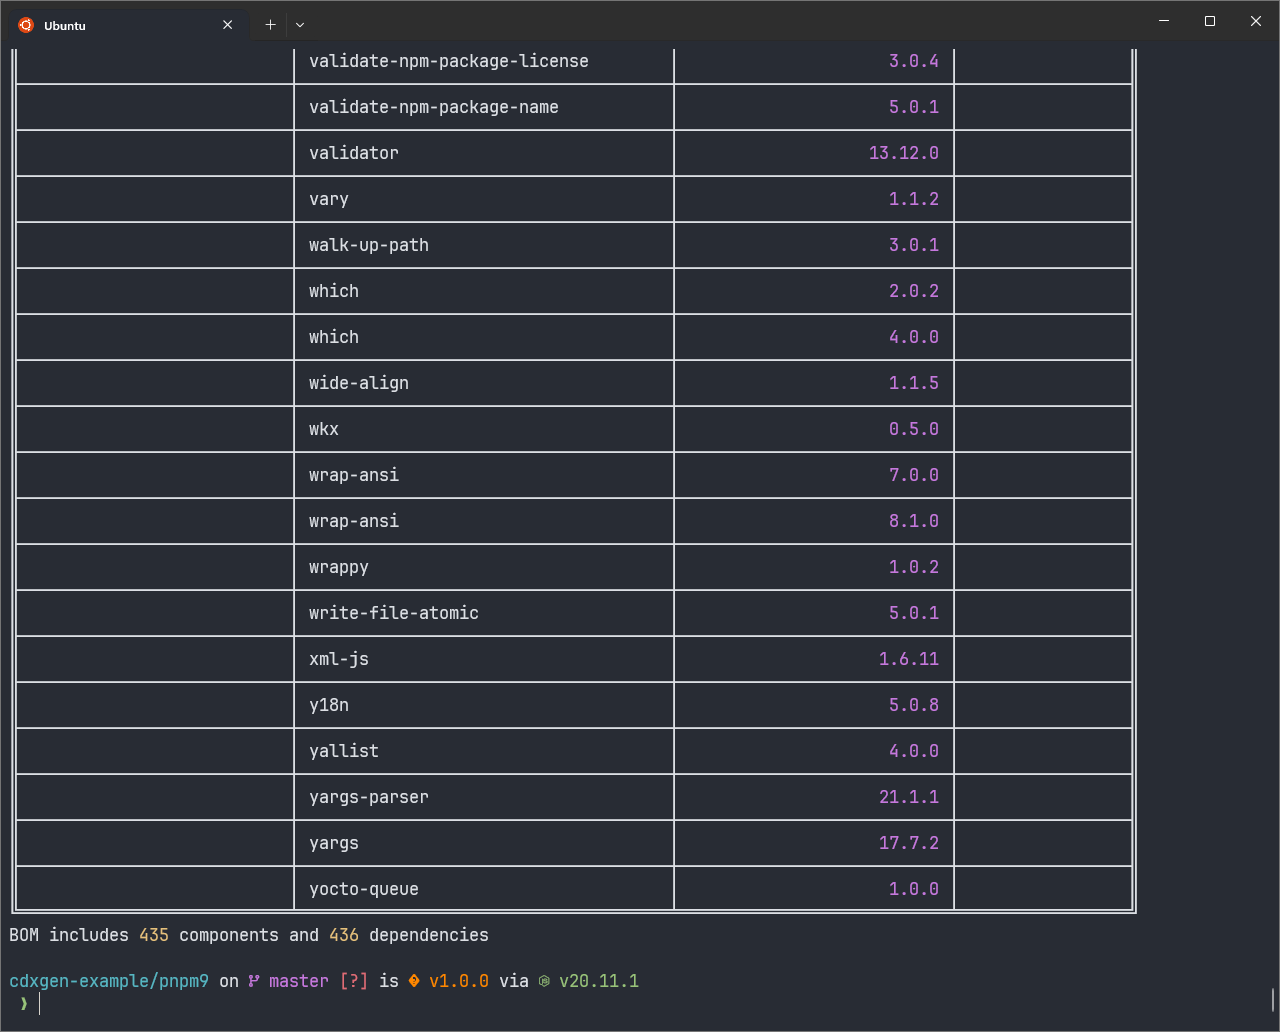 Ubuntu
validate-npm-package-license 3.0.4
validate-npm-package-name 5.0.1
validator 13.12.0
vary 1.1.2
walk-up-path 3.0.1
which 2.0.2
which 4.0.0
wide-align 1.1.5
wkx 0.5.0
wrap-ansi 7.0.0
wrap-ansi 8.1.0
wrappy 1.0.2
write-file-atomic 5.0.1
xml-js 1.6.11
y18n 5.0.8
yallist 4.0.0
yargs-parser 21.1.1
yargs 17.7.2
yocto-queue 1.0.0
BOM includes 435 components and 436 dependencies
cdxgen-example/pnpm9 on master [?] is v1.0.0 via v20.11.1
❯